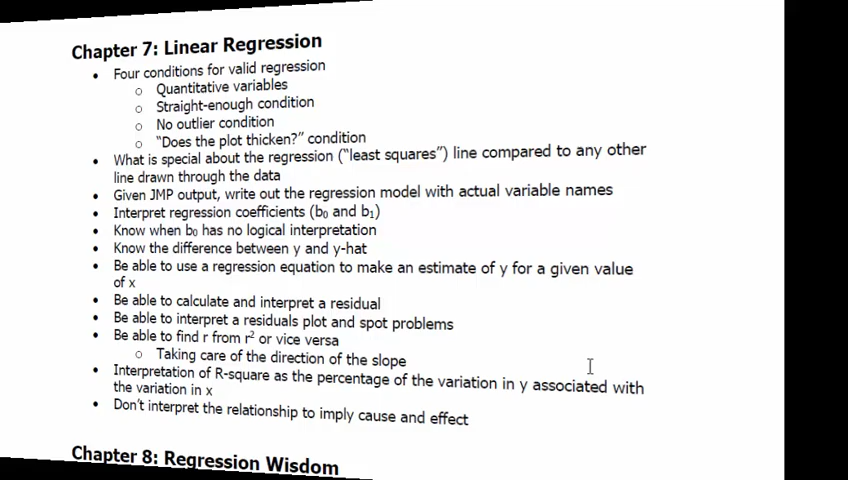 Chapter 7: Linear Regression
• Four conditions for valid regression
o Quantitative variables
o Straight-enough condition
o No outlier condition
o "Does the plot thicken?" condition
• What is special about the regression ("least squares") line compared to any other
line drawn through the data
• Given JMP output, write out the regression model with actual variable names
• Interpret regression coefficients (b₀ and b₁)
• Know when b₀ has no logical interpretation
• Know the difference between y and y-hat
• Be able to use a regression equation to make an estimate of y for a given value
of x
• Be able to calculate and interpret a residual
• Be able to interpret a residuals plot and spot problems
• Be able to find r from r² or vice versa
o Taking care of the direction of the slope
• Interpretation of R-square as the percentage of the variation in y associated with
the variation in x
• Don't interpret the relationship to imply cause and effect
Chapter 8: Regression Wisdom